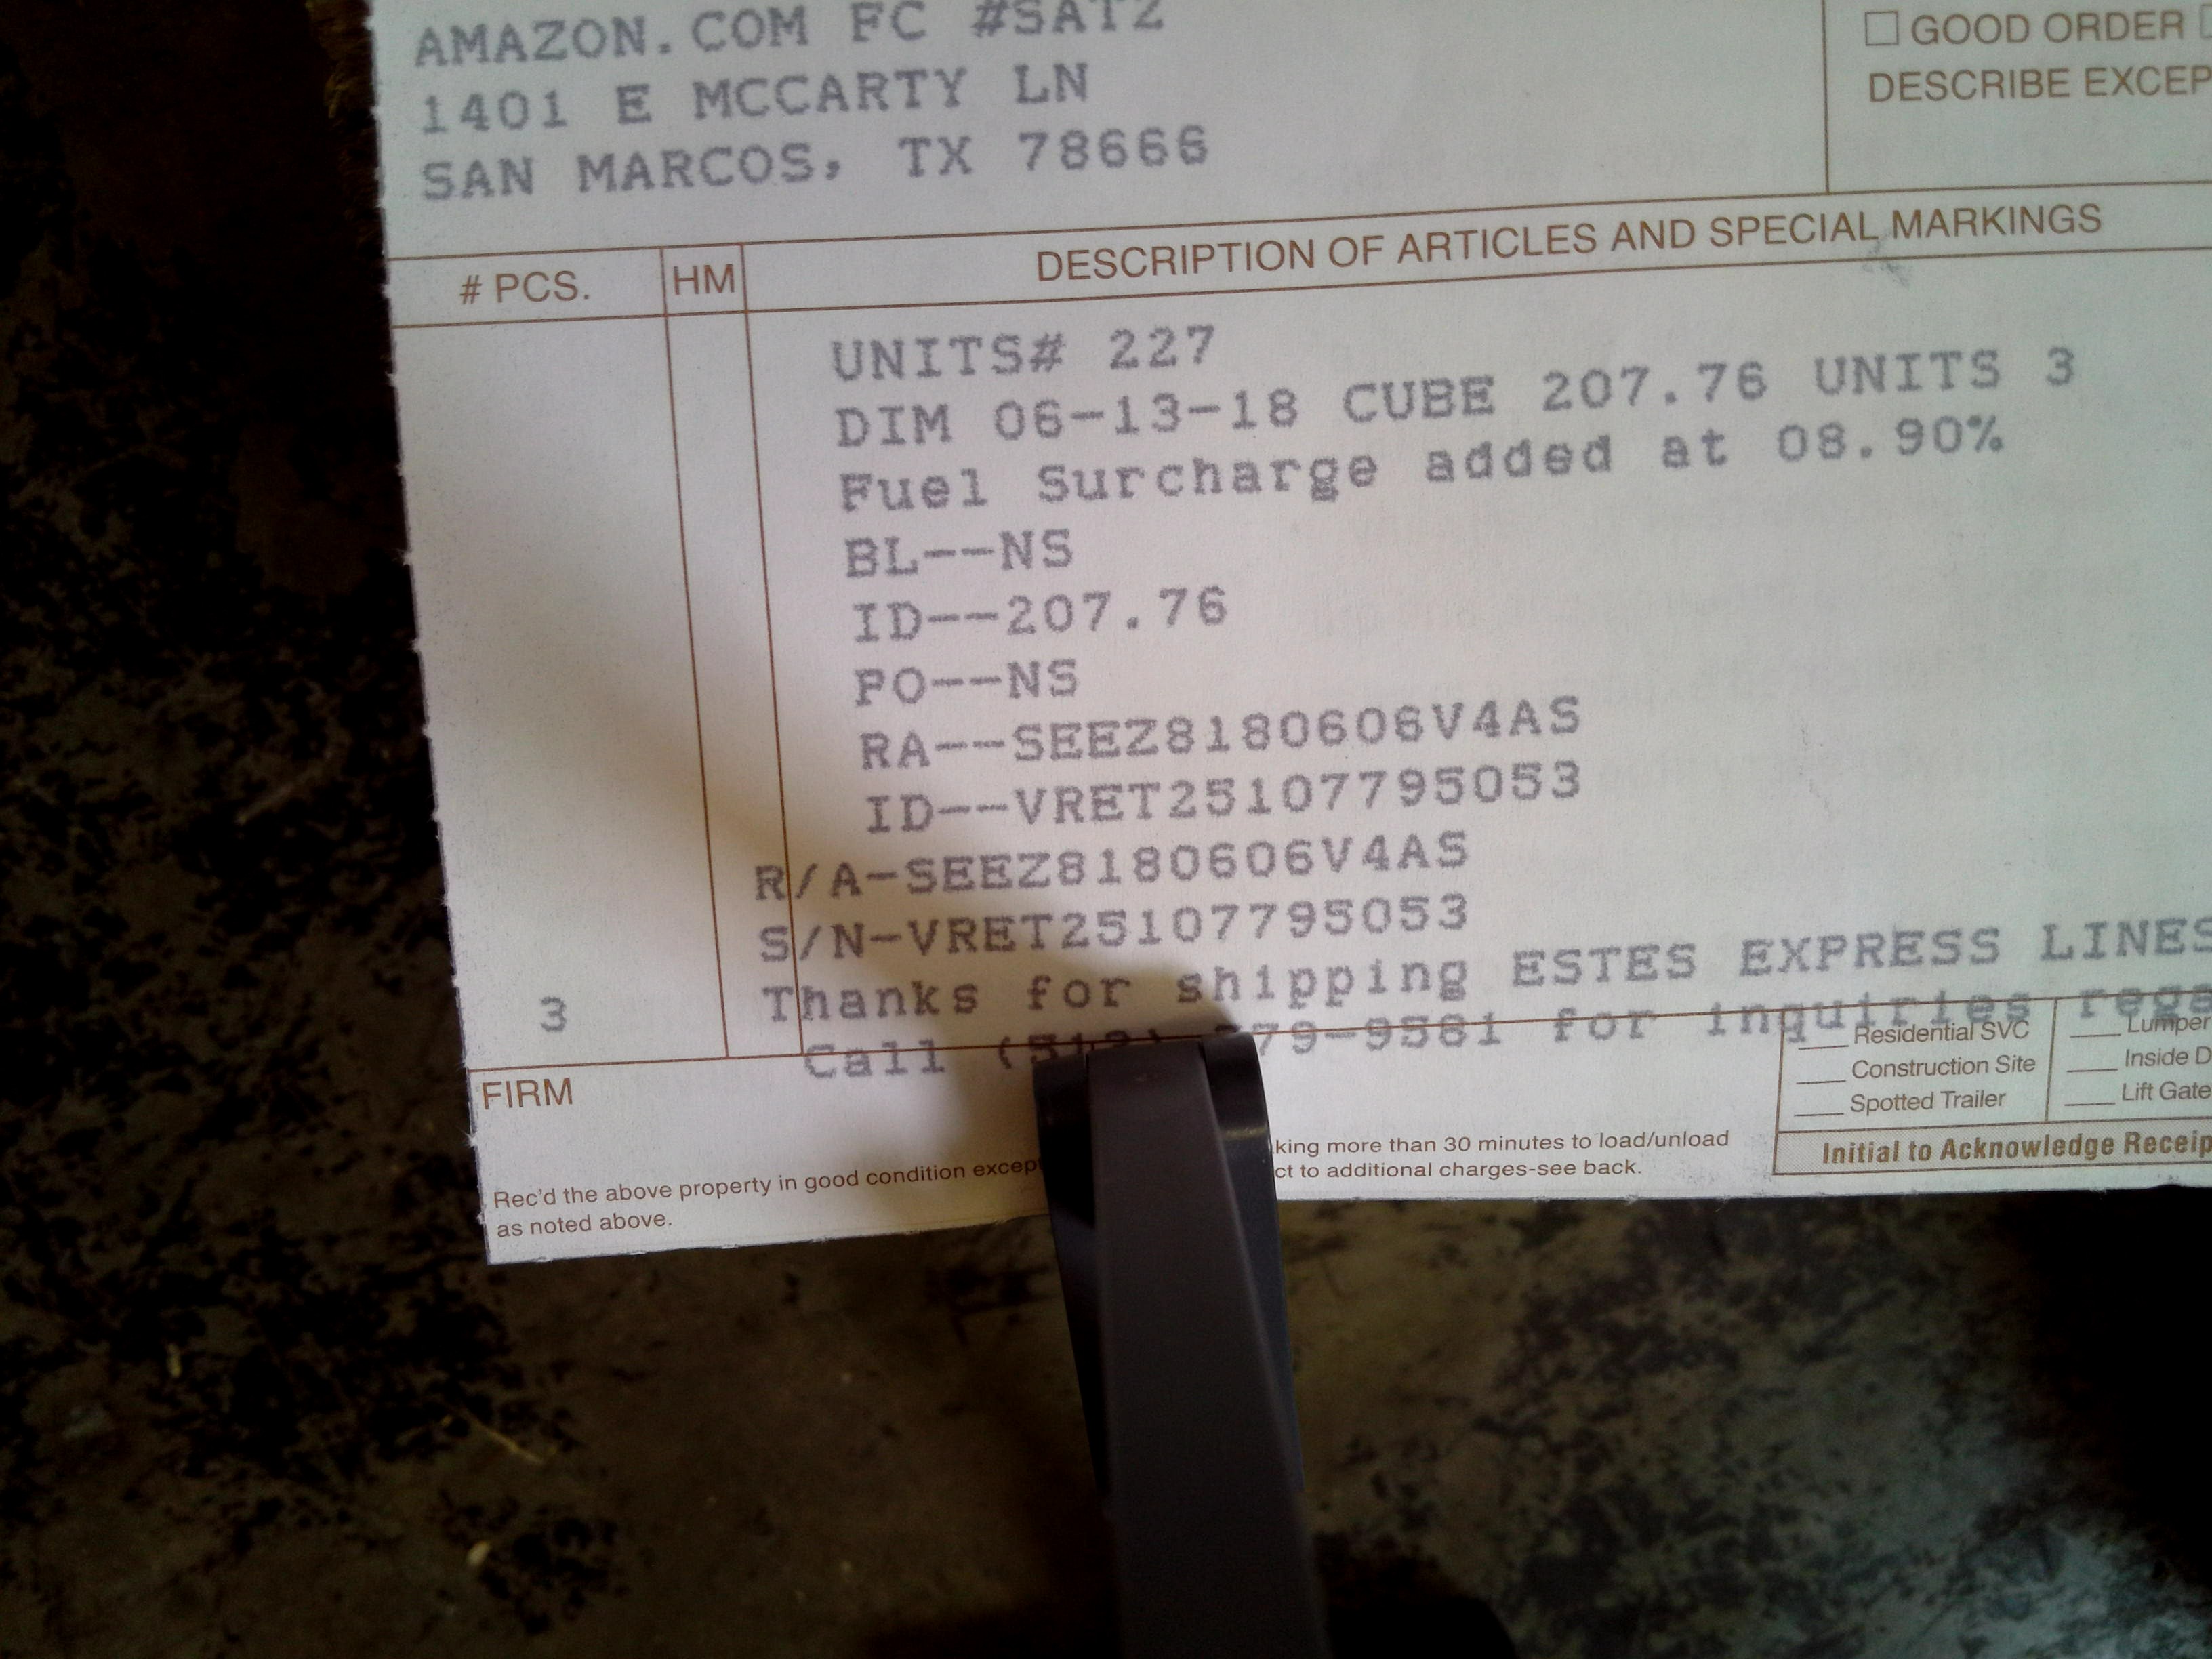 AMAZON.COM FC #SAT2
1401 E MCCARTY LN
SAN MARCOS, TX 78666
GOOD ORDER
DESCRIBE
# PCS.
HM
DESCRIPTION OF ARTICLES AND SPECIAL MARKINGS
UNITS# 227
DIM 06-13-18 CUBE 207.76 UNITS 3
Fuel Surcharge added at 08.90%
BL--NS
ID--207.76
PO--NS
RA--SEEZ8180606V4AS
ID--VRET25107795053
R/A-SEEZ8180606V4AS
S/N-VRET25107795053
3 Thanks for shipping ESTES EXPRESS LINES
Call for inquiries
FIRM
Residential SVC
Construction Site
Spotted Trailer
Lumper
Inside
Lift Gate
Initial to Acknowledge
Rec'd the above property in good condition
as noted above.
more than 30 minutes to load/unload
to additional charges-see back.